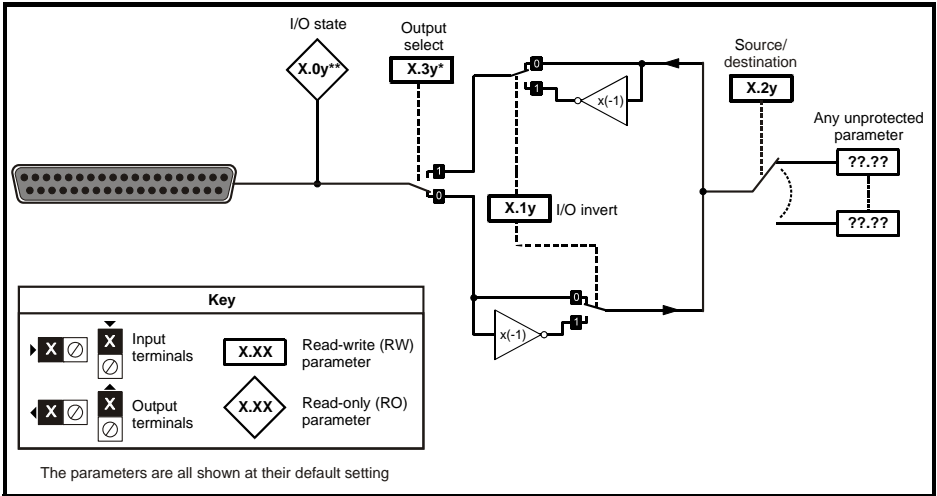 I/O state
X.0y**
Output
select
X.3y*
0
1
x(-1)
Source/
destination
X.2y
Any unprotected
parameter
??.??
??.??
1
0
X.1y
I/O invert
0
1
x(-1)
Key
X
X
Input
terminals
X.XX
Read-write (RW)
parameter
X
X
Output
terminals
X.XX
Read-only (RO)
parameter
The parameters are all shown at their default setting